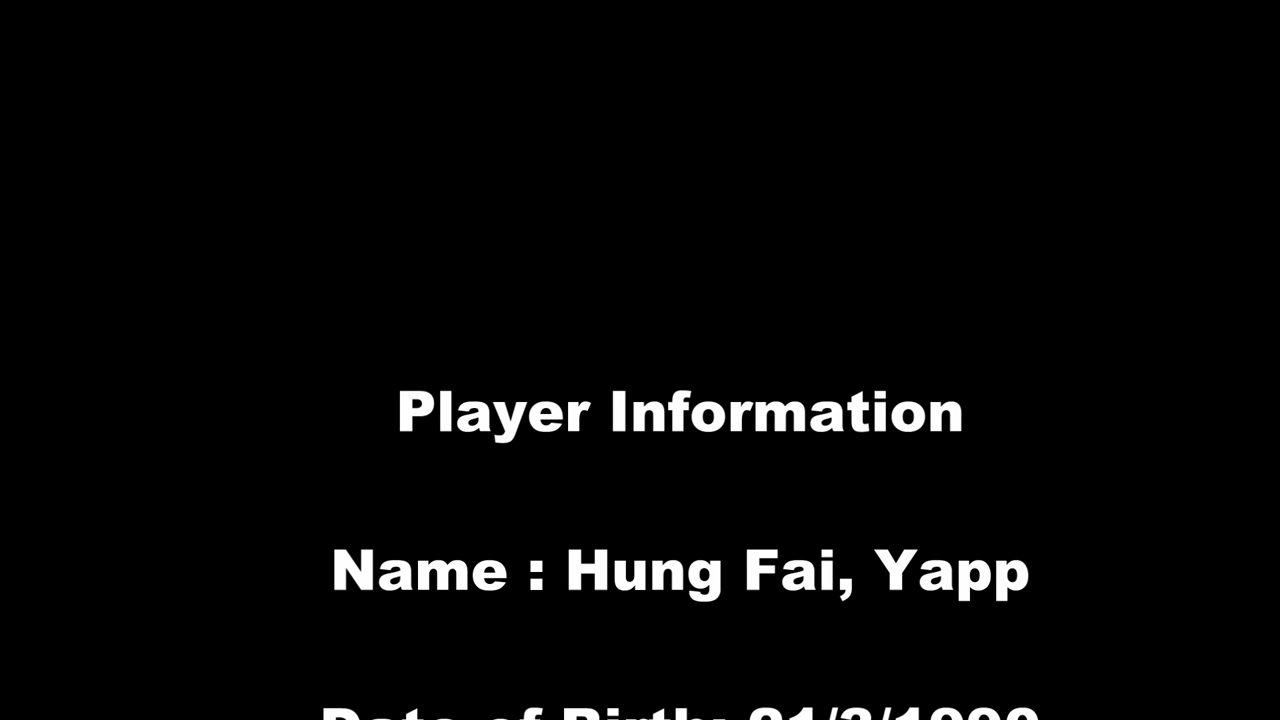 Player Information
Name : Hung Fai, Yapp
Date of Birth: